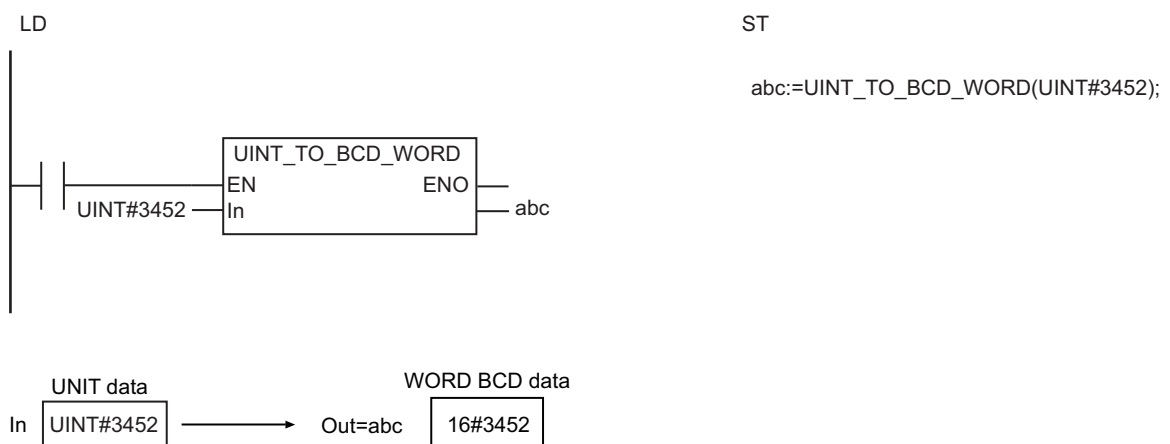 LD
ST
abc:=UINT_TO_BCD_WORD(UINT#3452);
UINT_TO_BCD_WORD
EN ENO
UINT#3452 In abc
UNIT data
WORD BCD data
In UINT#3452 Out=abc 16#3452